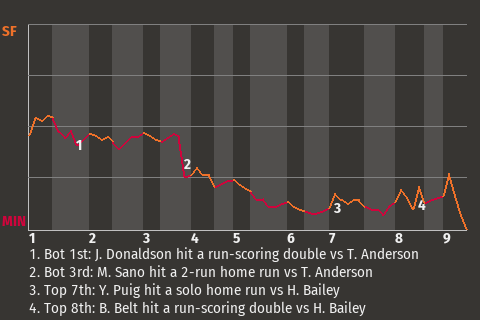 SF
1
2
3
4
MIN
1 2 3 4 5 6 7 8 9
1. Bot 1st: J. Donaldson hit a run-scoring double vs T. Anderson
2. Bot 3rd: M. Sano hit a 2-run home run vs T. Anderson
3. Top 7th: Y. Puig hit a solo home run vs H. Bailey
4. Top 8th: B. Belt hit a run-scoring double vs H. Bailey